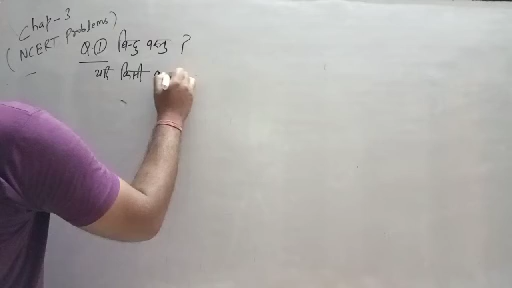 Chap-3
(NCERT Problems)
Q.① बिन्दु वस्तु ?
यदि किसी